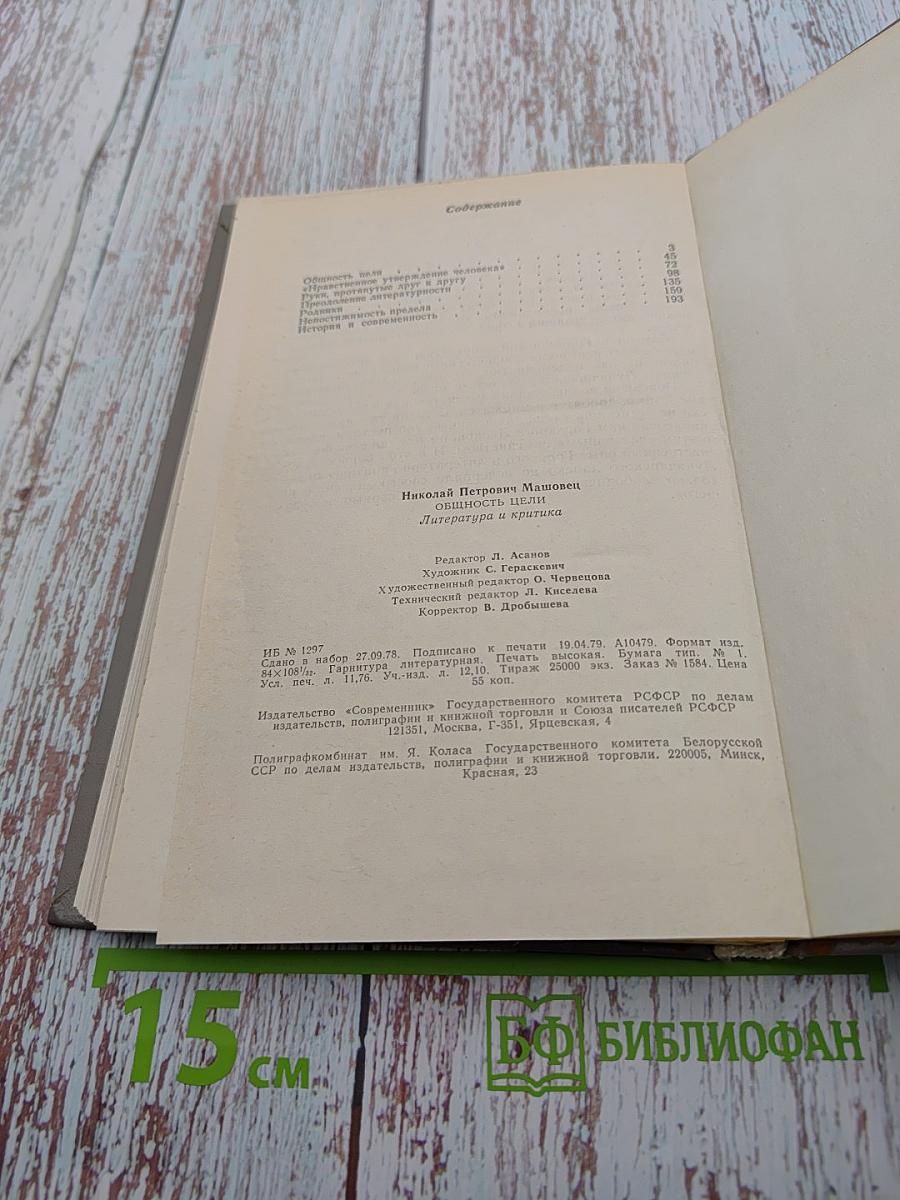 Содержание
Общность цели . . . . . . . . . . . 3
«Нравственное утверждение человека» . . . . . . 45
Руки, протянутые друг к другу . . . . . . . 72
Преодоление литературности . . . . . . . 98
Родники . . . . . . . . . . . 135
Непостижимость предела . . . . . . . . 159
История и современность . . . . . . . . 193
Николай Петрович Машовец
ОБЩНОСТЬ ЦЕЛИ
Литература и критика
Редактор Л. Асанов
Художник С. Гераскевич
Художественный редактор О. Червецова
Технический редактор Л. Киселева
Корректор В. Дробышева
ИБ № 1297
Сдано в набор 27.09.78. Подписано к печати 19.04.79. А10479. Формат изд.
84×108¹/₃₂. Гарнитура литературная. Печать высокая. Бумага тип. № 1.
Усл. печ. л. 11,76. Уч.-изд. л. 12,10. Тираж 25000 экз. Заказ № 1584. Цена
55 коп.
Издательство «Современник» Государственного комитета РСФСР по делам
издательств, полиграфии и книжной торговли и Союза писателей РСФСР
121351, Москва, Г-351, Ярцевская, 4
Полиграфкомбинат им. Я. Коласа Государственного комитета Белорусской
ССР по делам издательств, полиграфии и книжной торговли. 220005, Минск,
Красная, 23
15 см
БФ БИБЛИОФАН